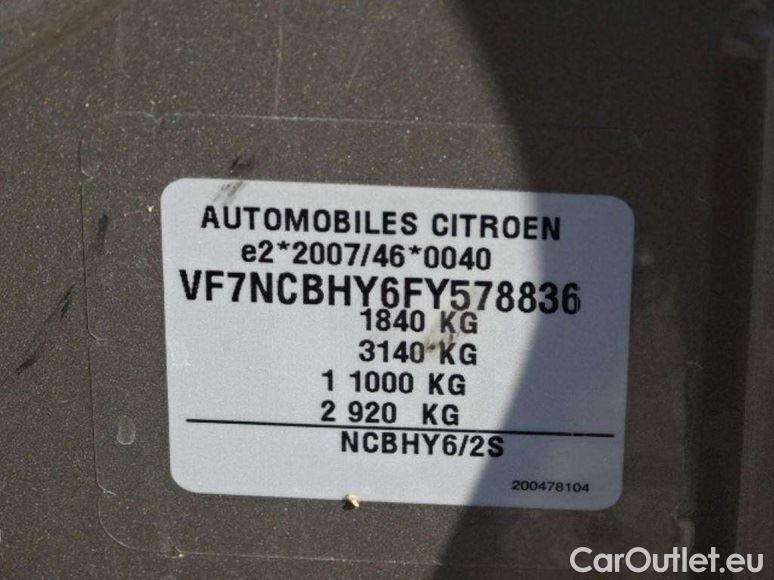 AUTOMOBILES CITROEN
e2*2007/46*0040
VF7NCBHY6FY578836
1840 KG
3140 KG
1 1000 KG
2 920 KG
NCBHY6/2S
200478104
CarOutlet.eu